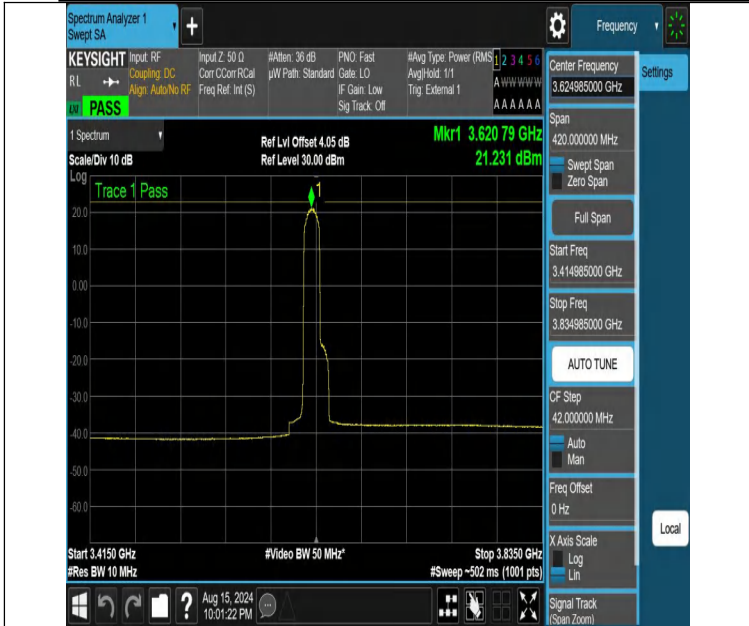 Spectrum Analyzer 1
Swept SA
Frequency
KEYSIGHT
RL
LXI
PASS
Input: RF
Coupling: DC
Align: Auto/No RF
Input Z: 50 Ω
Corr CCorr RCal
Freq Ref: Int (S)
#Atten: 36 dB
µW Path: Standard
PNO: Fast
Gate: LO
IF Gain: Low
Sig Track: Off
#Avg Type: Power (RMS
Avg|Hold: 1/1
Trig: External 1
1 2 3 4 5 6
A W W W W W
A A A A A A
1 Spectrum
Scale/Div 10 dB
Ref Lvl Offset 4.05 dB
Ref Level 30.00 dBm
Mkr1 3.620 79 GHz
21.231 dBm
Log
Trace 1 Pass
1
20.0
10.0
0.00
-10.0
-20.0
-30.0
-40.0
-50.0
-60.0
Start 3.4150 GHz
#Res BW 10 MHz
#Video BW 50 MHz*
Stop 3.8350 GHz
#Sweep ~502 ms (1001 pts)
Aug 15, 2024
10:01:22 PM
Center Frequency
3.624985000 GHz
Settings
Span
420.000000 MHz
Swept Span
Zero Span
Full Span
Start Freq
3.414985000 GHz
Stop Freq
3.834985000 GHz
AUTO TUNE
CF Step
42.000000 MHz
Auto
Man
Freq Offset
0 Hz
X Axis Scale
Log
Lin
Local
Signal Track
(Span Zoom)